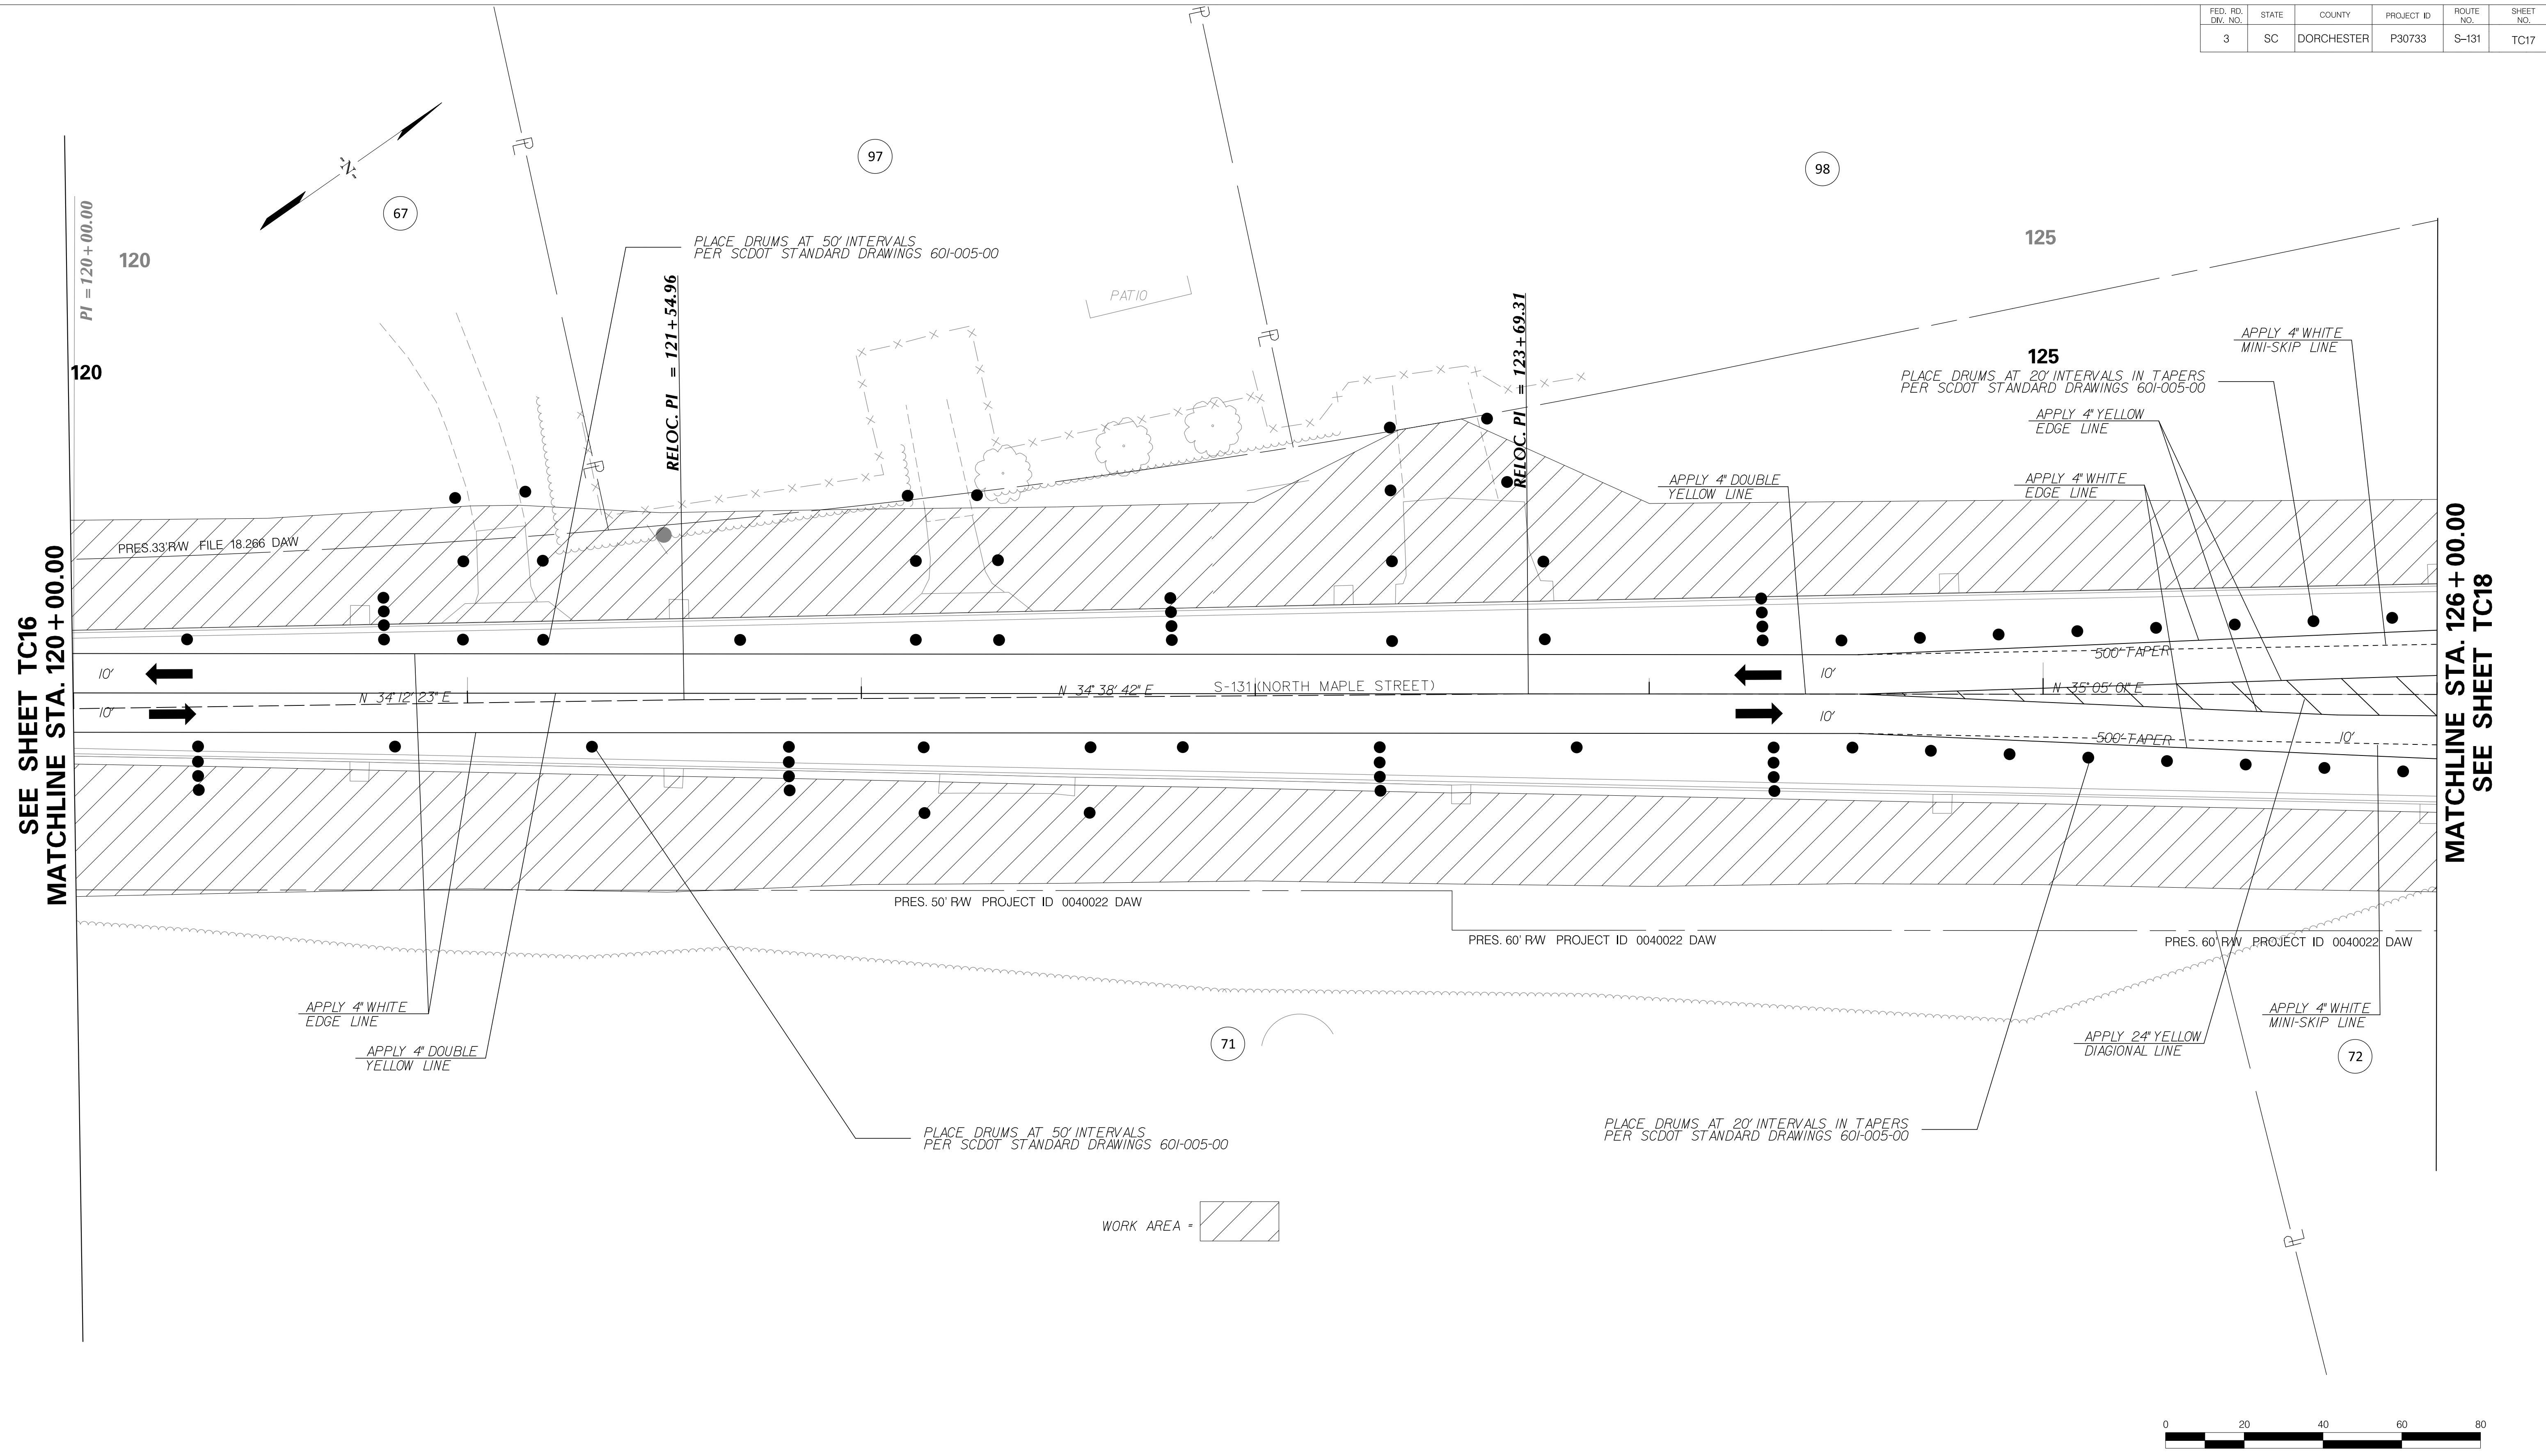 FED. RD. DIV. NO. STATE COUNTY PROJECT ID ROUTE NO. SHEET NO.
3 SC DORCHESTER P30733 S-131 TC17
-N-
67
97
98
PL
PL
PI = 120+00.00
120
120
PLACE DRUMS AT 50' INTERVALS
PER SCDOT STANDARD DRAWINGS 601-005-00
RELOC. PI = 121+54.96
PATIO
PL
PL
RELOC. PI = 123+69.31
125
125
APPLY 4" WHITE
MINI-SKIP LINE
PLACE DRUMS AT 20' INTERVALS IN TAPERS
PER SCDOT STANDARD DRAWINGS 601-005-00
APPLY 4" YELLOW
EDGE LINE
APPLY 4" DOUBLE
YELLOW LINE
APPLY 4" WHITE
EDGE LINE
PRES.33'R/W FILE 18.266 DAW
SEE SHEET TC16
MATCHLINE STA. 120+00.00
MATCHLINE STA. 126+00.00
SEE SHEET TC18
10'
10'
N 34°12'23" E
N 34°38'42" E
S-131 (NORTH MAPLE STREET)
10'
10'
500' TAPER
N 35°05'01" E
500' TAPER
10'
PRES. 50' R/W PROJECT ID 0040022 DAW
PRES. 60' R/W PROJECT ID 0040022 DAW
PRES. 60' R/W PROJECT ID 0040022 DAW
APPLY 4" WHITE
EDGE LINE
APPLY 4" DOUBLE
YELLOW LINE
71
APPLY 4" WHITE
MINI-SKIP LINE
APPLY 24" YELLOW
DIAGIONAL LINE
72
PLACE DRUMS AT 50' INTERVALS
PER SCDOT STANDARD DRAWINGS 601-005-00
PLACE DRUMS AT 20' INTERVALS IN TAPERS
PER SCDOT STANDARD DRAWINGS 601-005-00
WORK AREA =
PL
0 20 40 60 80